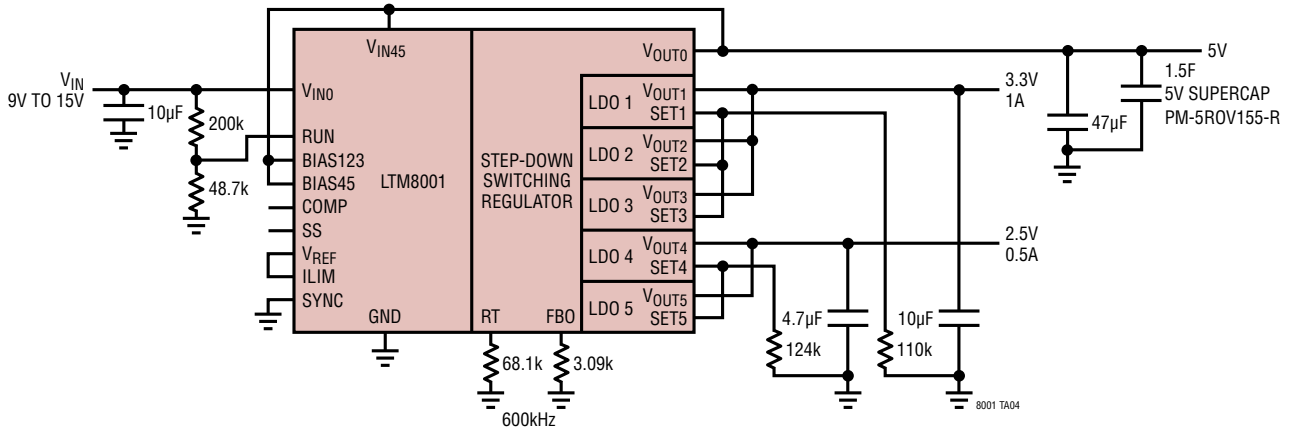 VIN
9V TO 15V
10µF
200k
48.7k
VIN45
VIN0
RUN
BIAS123
BIAS45
COMP
SS
VREF
ILIM
SYNC
GND
LTM8001
STEP-DOWN
SWITCHING
REGULATOR
RT
FBO
68.1k
3.09k
600kHz
VOUT0
LDO 1
VOUT1
SET1
LDO 2
VOUT2
SET2
LDO 3
VOUT3
SET3
LDO 4
VOUT4
SET4
LDO 5
VOUT5
SET5
5V
3.3V
1A
2.5V
0.5A
4.7µF
124k
10µF
110k
47µF
1.5F
5V SUPERCAP
PM-5ROV155-R
8001 TA04